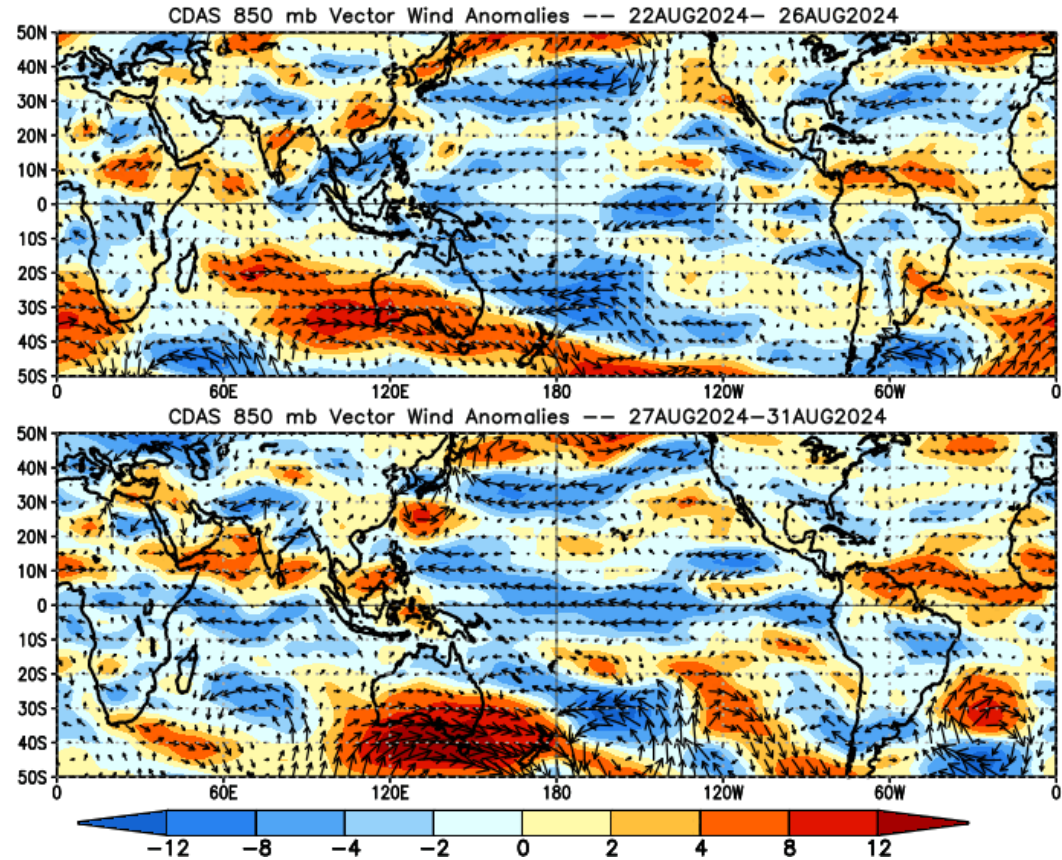 CDAS 850 mb Vector Wind Anomalies -- 22AUG2024- 26AUG2024
50N
40N
30N
20N
10N
0
10S
20S
30S
40S
50S
0 60E 120E 180 120W 60W 0
CDAS 850 mb Vector Wind Anomalies -- 27AUG2024-31AUG2024
50N
40N
30N
20N
10N
0
10S
20S
30S
40S
50S
0 60E 120E 180 120W 60W 0
-12 -8 -4 -2 0 2 4 8 12